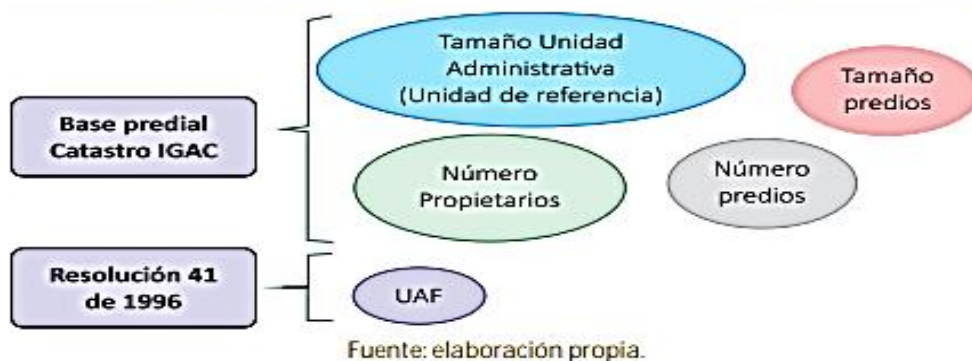 Base predial
Catastro IGAC
Tamaño Unidad
Administrativa
(Unidad de referencia)
Tamaño
predios
Número
Propietarios
Número
predios
Resolución 41
de 1996
UAF
Fuente: elaboración propia.